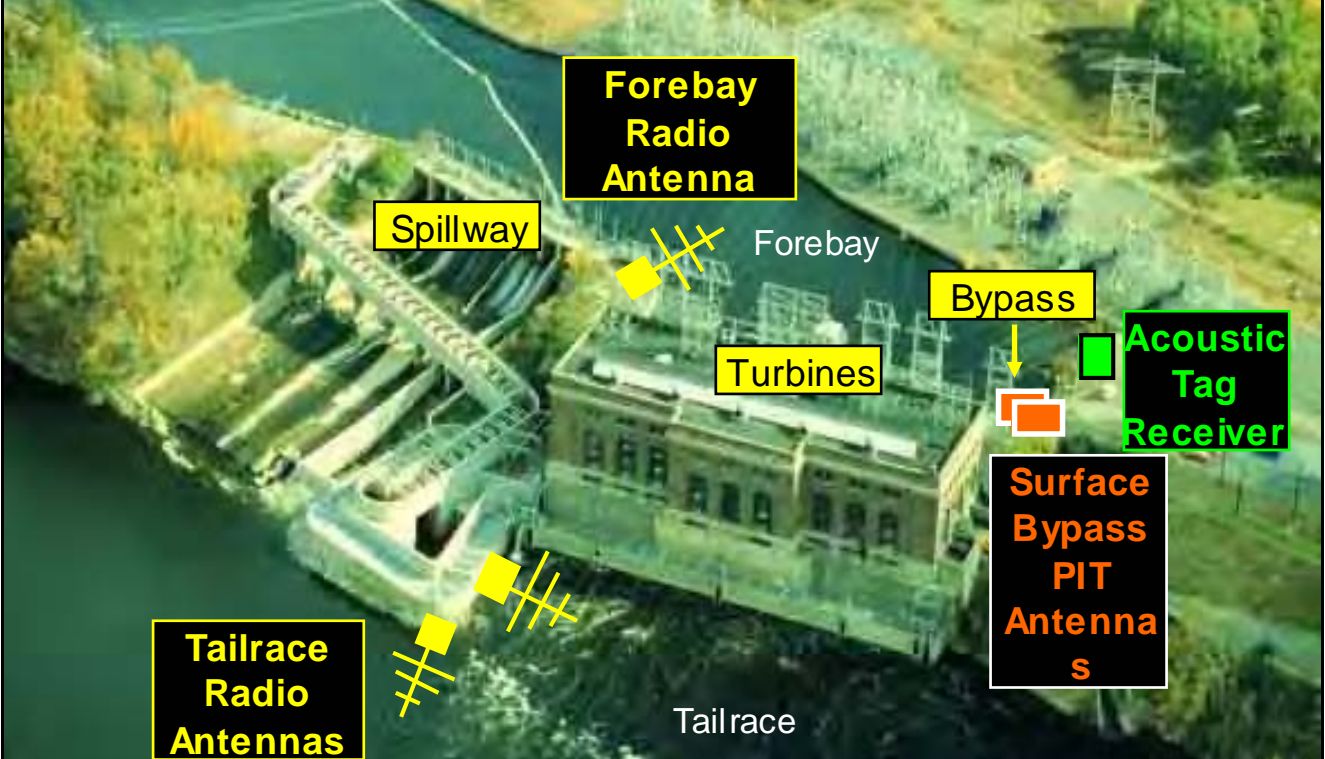 Forebay
Radio
Antenna
Spillway
Forebay
Bypass
Turbines
Acoustic
Tag
Receiver
Surface
Bypass
PIT
Antenna
s
Tailrace
Radio
Antennas
Tailrace